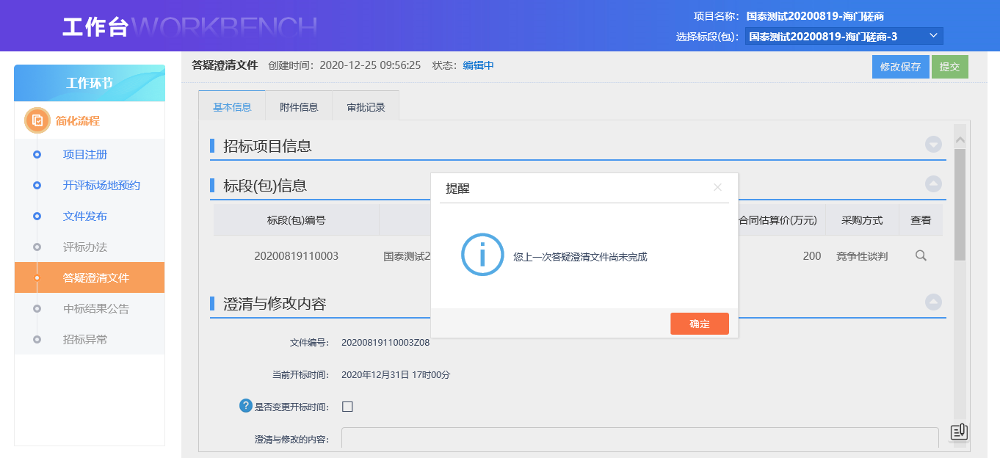 工作台WORKBENCH
项目名称： 国泰测试20200819-海门磋商
选择标段(包)： 国泰测试20200819-海门磋商-3
工作环节
简化流程
项目注册
开评标场地预约
文件发布
评标办法
答疑澄清文件
中标结果公告
招标异常
答疑澄清文件 创建时间：2020-12-25 09:56:25 状态：编辑中
修改保存 提交
基本信息 附件信息 审批记录
招标项目信息
标段(包)信息
标段(包)编号 合同估算价(万元) 采购方式 查看
20200819110003 国泰测试2 200 竞争性谈判
澄清与修改内容
文件编号： 20200819110003Z08
当前开标时间： 2020年12月31日 17时00分
?是否变更开标时间：
澄清与修改的内容：
提醒
您上一次答疑澄清文件尚未完成
确定